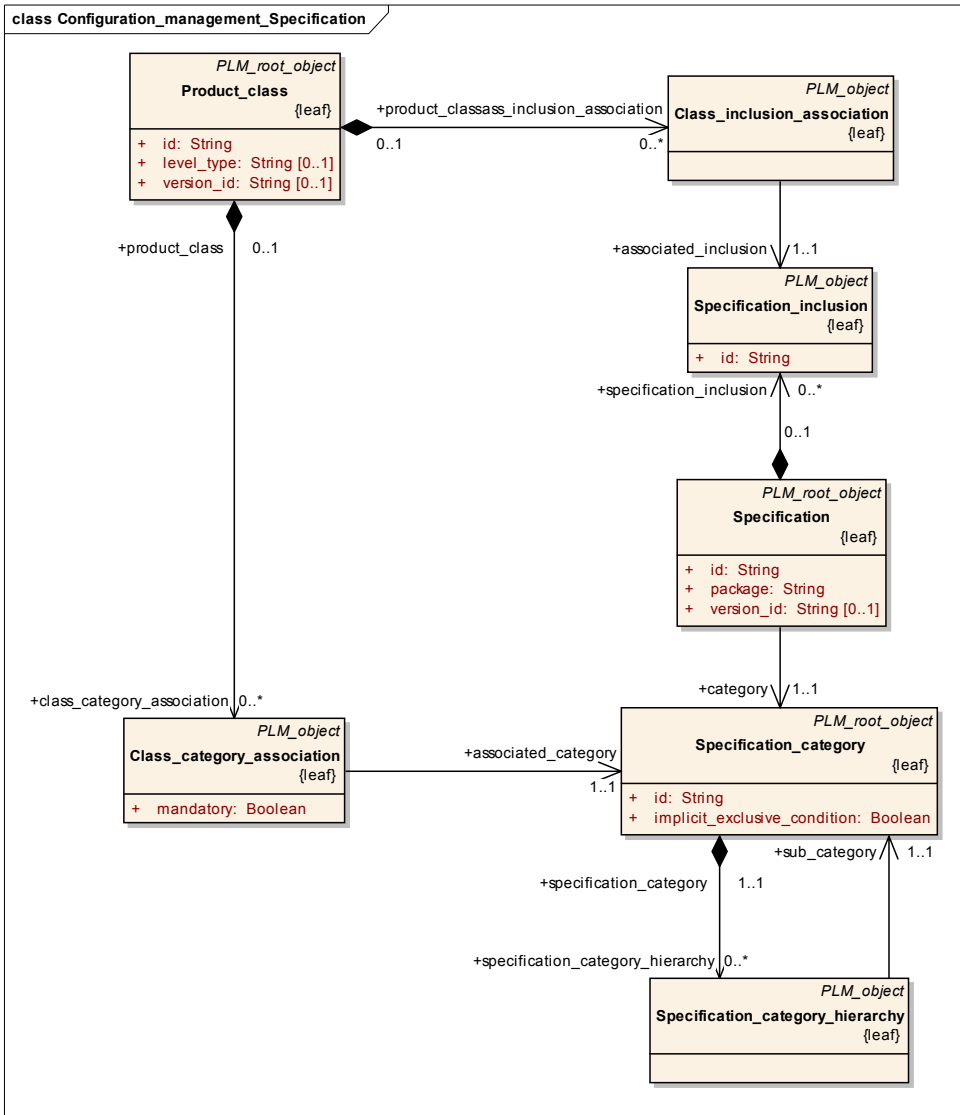 class Configuration_management_Specification
PLM_root_object
Product_class
{leaf}
+ id: String
+ level_type: String [0..1]
+ version_id: String [0..1]
+product_classass_inclusion_association
0..1
0..*
PLM_object
Class_inclusion_association
{leaf}
+product_class
0..1
+associated_inclusion
1..1
PLM_object
Specification_inclusion
{leaf}
+ id: String
+specification_inclusion
0..*
0..1
PLM_root_object
Specification
{leaf}
+ id: String
+ package: String
+ version_id: String [0..1]
+category
1..1
+class_category_association
0..*
PLM_object
Class_category_association
{leaf}
+ mandatory: Boolean
+associated_category
1..1
PLM_root_object
Specification_category
{leaf}
+ id: String
+ implicit_exclusive_condition: Boolean
+sub_category
1..1
+specification_category
1..1
+specification_category_hierarchy
0..*
PLM_object
Specification_category_hierarchy
{leaf}